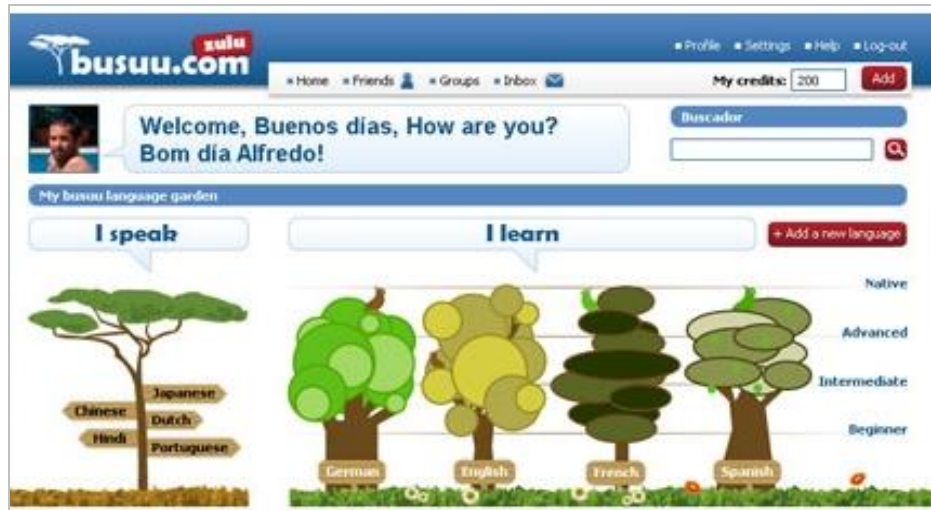 zulu
busuu.com
Profile Settings Help Log-out
Home Friends Groups Inbox
My credits: 200 Add
Welcome, Buenos días, How are you?
Bom día Alfredo!
Buscador
My busuu language garden
I speak
I learn
+ Add a new language
Native
Advanced
Intermediate
Beginner
Japanese
Chinese
Dutch
Hindi
Portuguese
German
English
French
Spanish